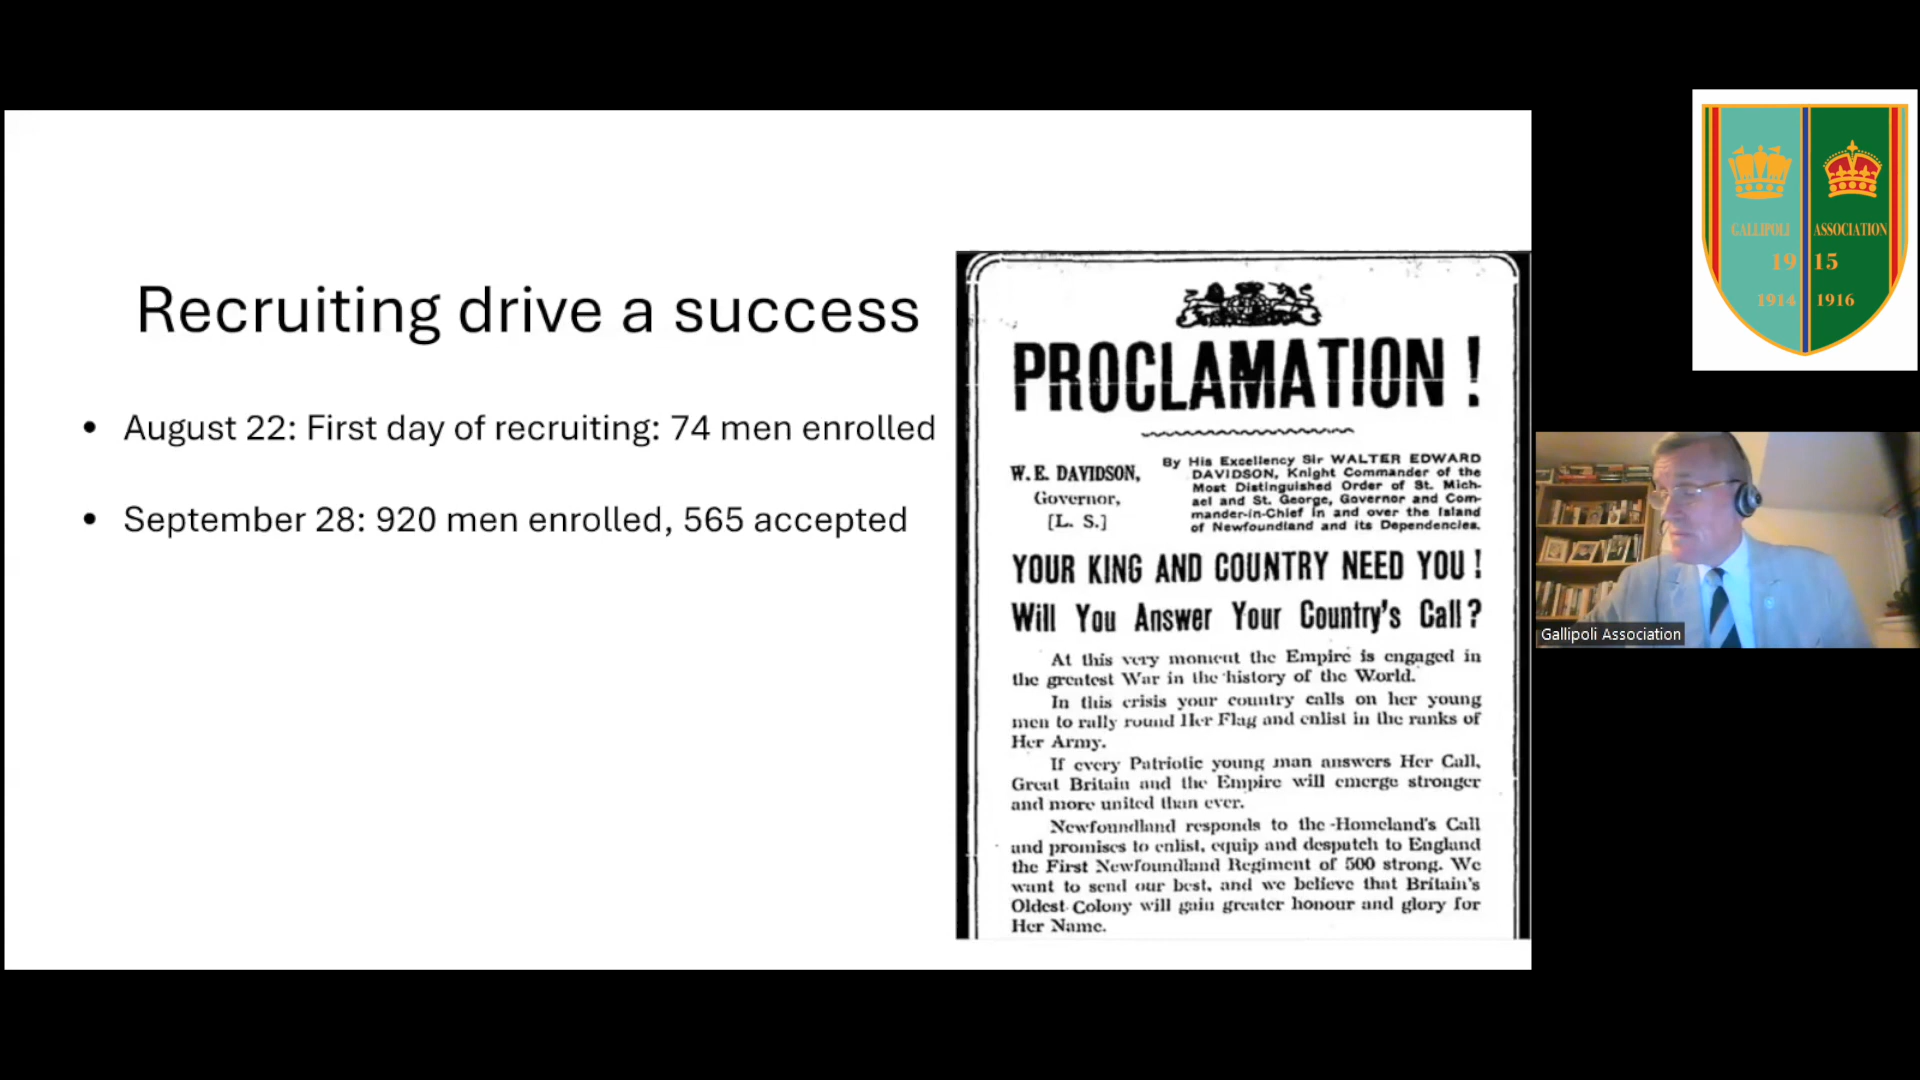 Recruiting drive a success
• August 22: First day of recruiting: 74 men enrolled
• September 28: 920 men enrolled, 565 accepted
PROCLAMATION!
W. E. DAVIDSON,
Governor,
[L. S.]
By His Excellency Sir WALTER EDWARD
DAVIDSON, Knight Commander of the
Most Distinguished Order of St. Mich-
ael and St. George, Governor and Com-
mander-in-Chief in and over the Island
of Newfoundland and its Dependencies.
YOUR KING AND COUNTRY NEED YOU!
Will You Answer Your Country's Call?
At this very moment the Empire is engaged in
the greatest War in the history of the World.
In this crisis your country calls on her young
men to rally round Her Flag and enlist in the ranks of
Her Army.
If every Patriotic young man answers Her Call,
Great Britain and the Empire will emerge stronger
and more united than ever.
Newfoundland responds to the Homeland's Call
and promises to enlist, equip and despatch to England
the First Newfoundland Regiment of 500 strong. We
want to send our best, and we believe that Britain's
Oldest Colony will gain greater honour and glory for
Her Name.
GALLIPOLI ASSOCIATION
19 15
1914 1916
Gallipoli Association